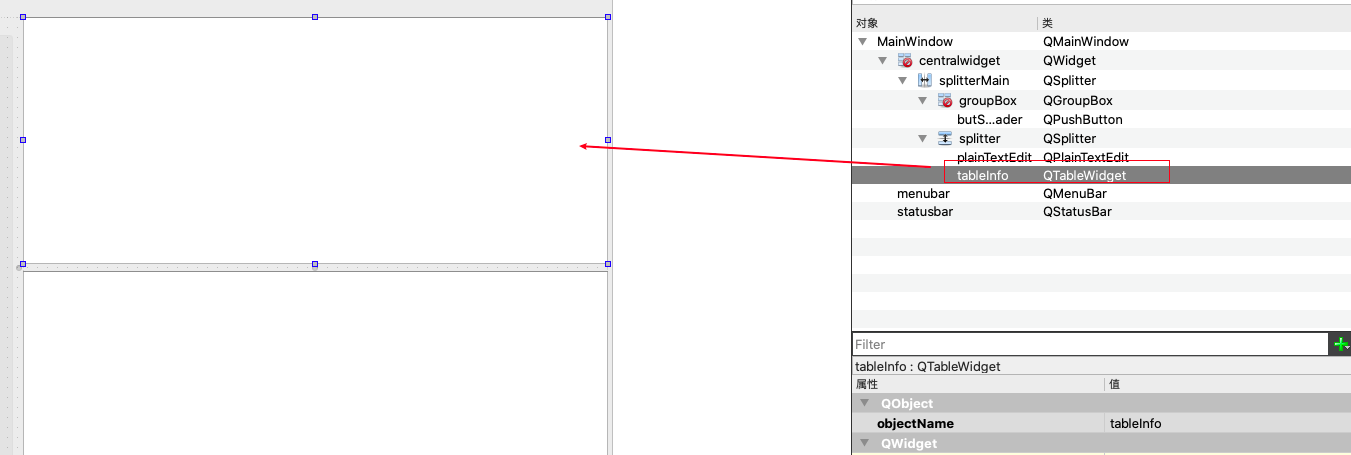 对象 类
MainWindow QMainWindow
centralwidget QWidget
splitterMain QSplitter
groupBox QGroupBox
butS...ader QPushButton
splitter QSplitter
plainTextEdit QPlainTextEdit
tableInfo QTableWidget
menubar QMenuBar
statusbar QStatusBar
Filter
tableInfo : QTableWidget
属性 值
QObject
objectName tableInfo
QWidget